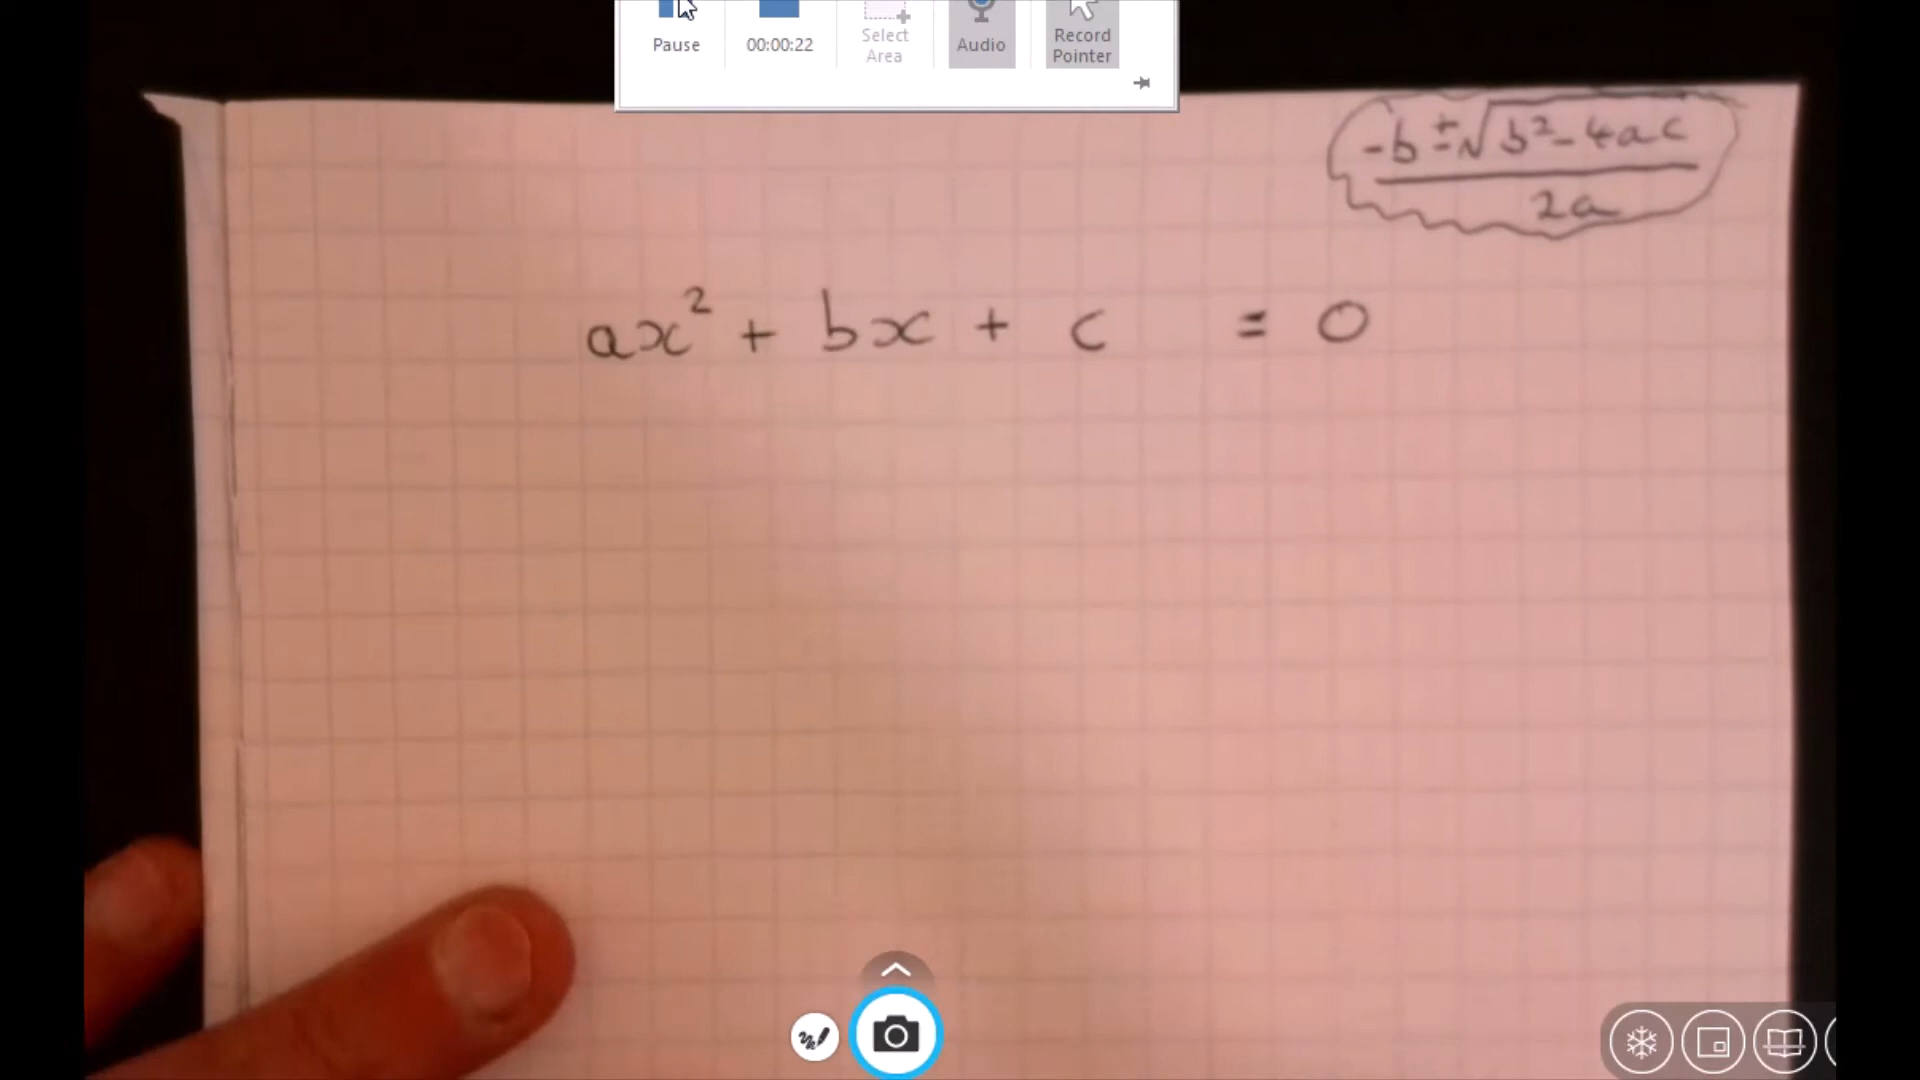 Pause
00:00:22
Select
Area
Audio
Record
Pointer
-b ± √b² - 4ac
2a
ax² + bx + c = 0